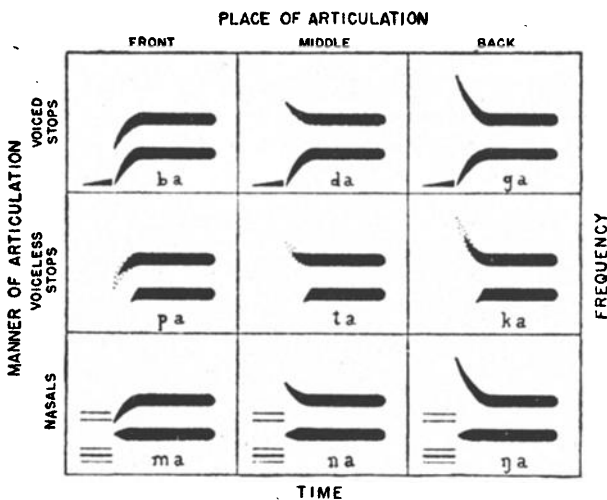 PLACE OF ARTICULATION
FRONT MIDDLE BACK
MANNER OF ARTICULATION
VOICED
STOPS
ba da ga
VOICELESS
STOPS
pa ta ka
NASALS
ma na ŋa
FREQUENCY
TIME